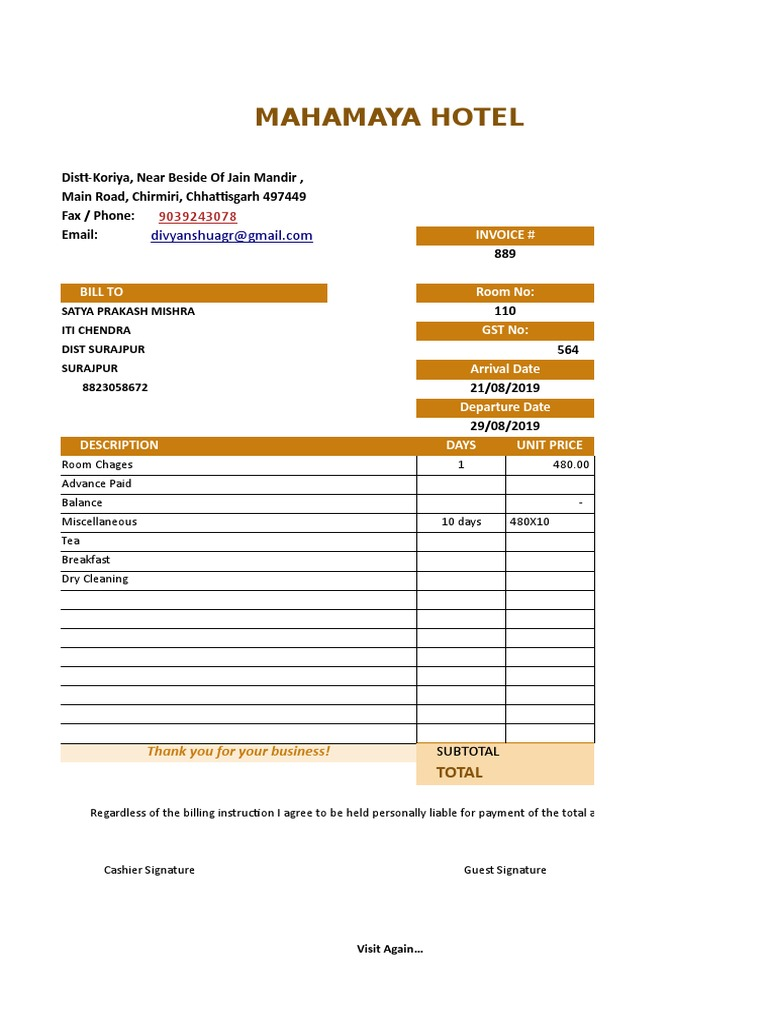 MAHAMAYA HOTEL
Distt-Koriya, Near Beside Of Jain Mandir ,
Main Road, Chirmiri, Chhattisgarh 497449
Fax / Phone: 9039243078
Email: divyanshuagr@gmail.com INVOICE #
889
BILL TO Room No:
SATYA PRAKASH MISHRA 110
ITI CHENDRA GST No:
DIST SURAJPUR 564
SURAJPUR Arrival Date
8823058672 21/08/2019
Departure Date
29/08/2019
DESCRIPTION DAYS UNIT PRICE
Room Chages 1 480.00
Advance Paid
Balance -
Miscellaneous 10 days 480X10
Tea
Breakfast
Dry Cleaning
Thank you for your business! SUBTOTAL
TOTAL
Regardless of the billing instruction I agree to be held personally liable for payment of the total a
Cashier Signature Guest Signature
Visit Again...